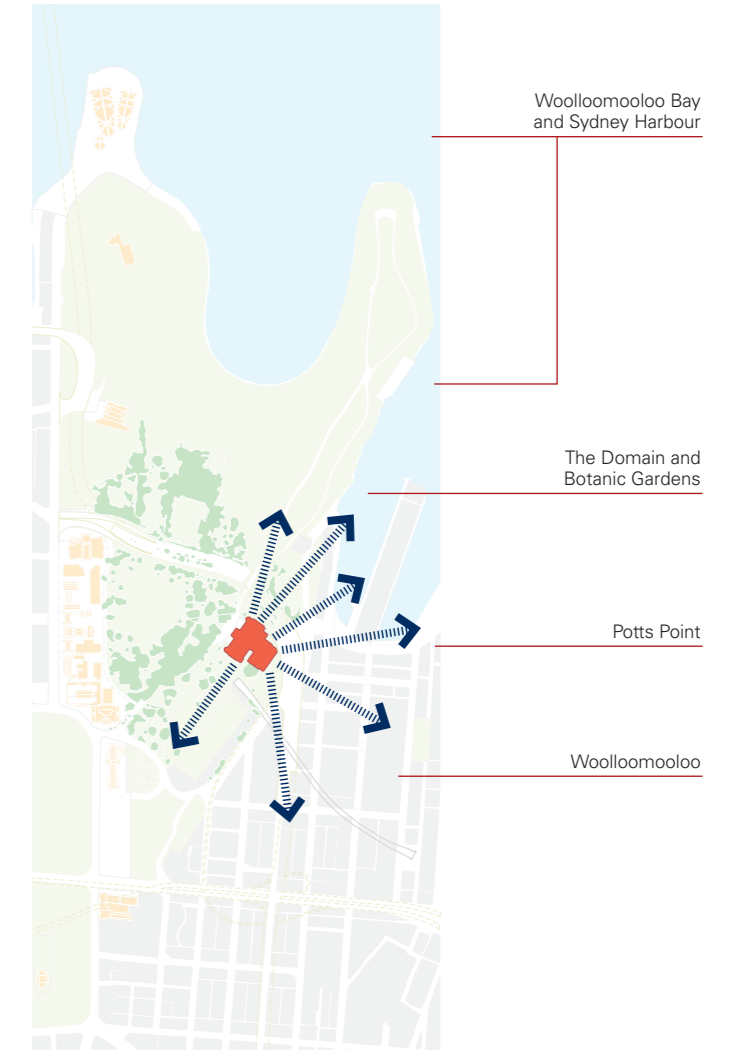 Woolloomooloo Bay
and Sydney Harbour
The Domain and
Botanic Gardens
Potts Point
Woolloomooloo